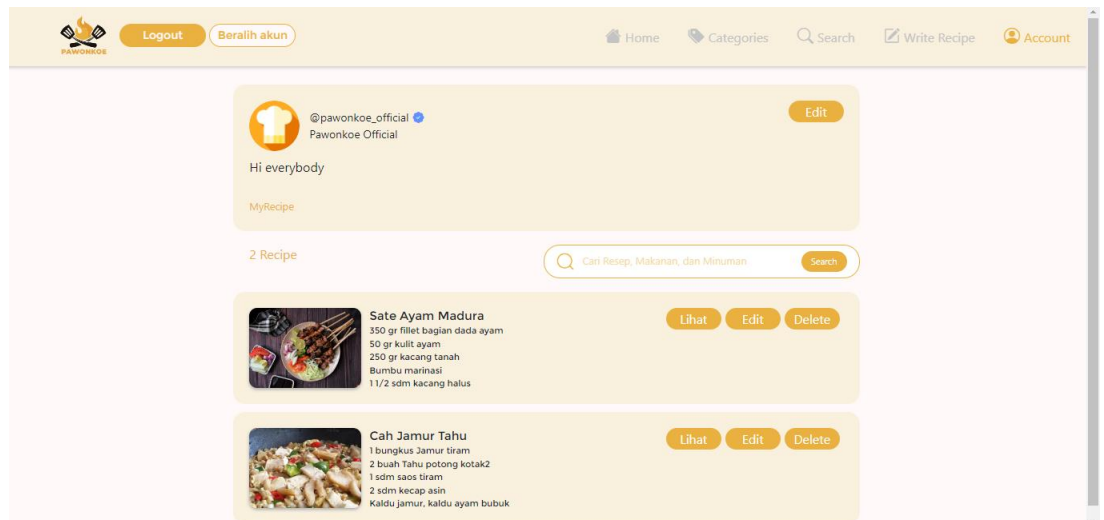 PAWONKOE
Logout
Beralih akun
Home
Categories
Search
Write Recipe
Account
@pawonkoe_official
Pawonkoe Official
Edit
Hi everybody
MyRecipe
2 Recipe
Cari Resep, Makanan, dan Minuman
Search
Sate Ayam Madura
350 gr fillet bagian dada ayam
50 gr kulit ayam
250 gr kacang tanah
Bumbu marinasi
1 1/2 sdm kacang halus
Lihat
Edit
Delete
Cah Jamur Tahu
1 bungkus Jamur tiram
2 buah Tahu potong kotak2
1 sdm saos tiram
2 sdm kecap asin
Kaldu jamur, kaldu ayam bubuk
Lihat
Edit
Delete